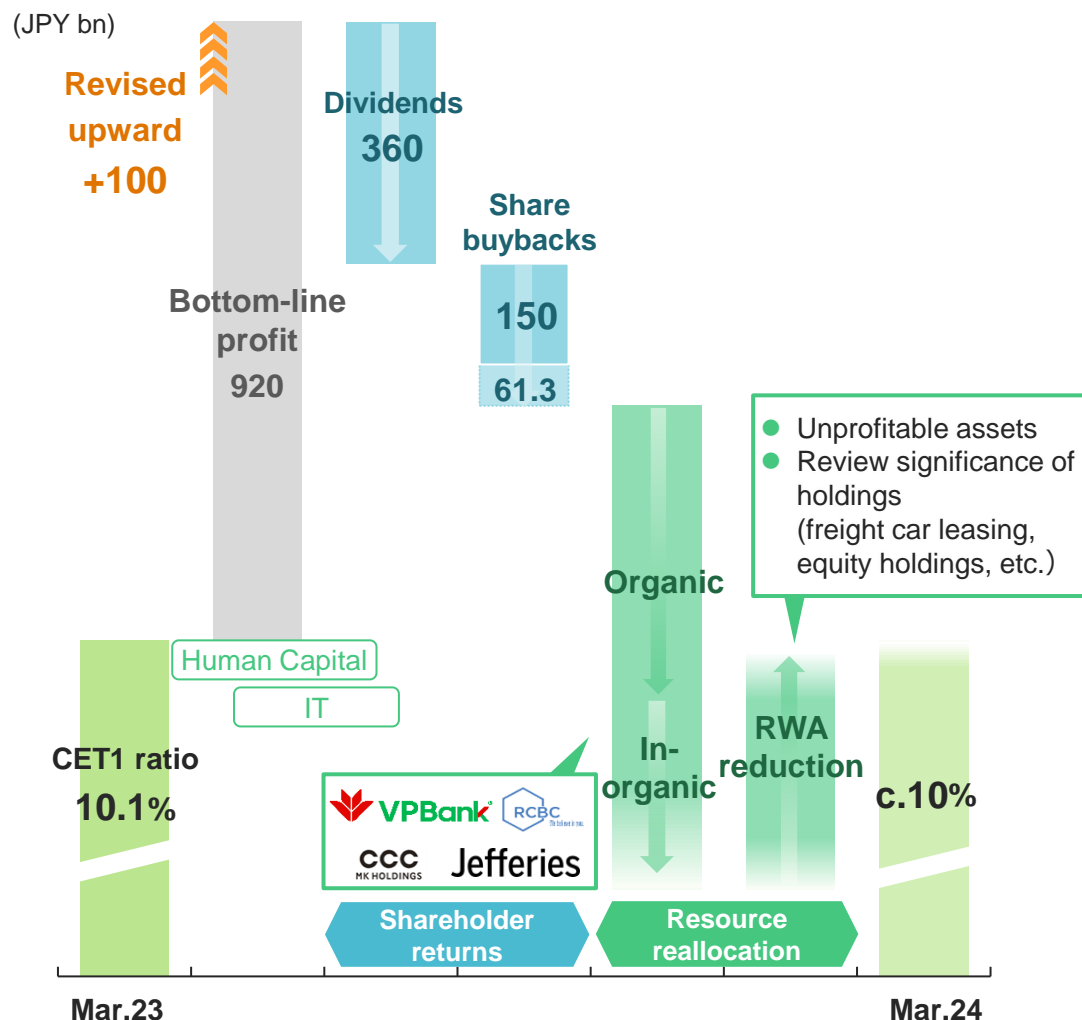 (JPY bn)
Revised
upward
+100
Bottom-line
profit
920
Dividends
360
Share
buybacks
150
61.3
Organic
In-
organic
RWA
reduction
● Unprofitable assets
● Review significance of
holdings
(freight car leasing,
equity holdings, etc.)
Human Capital
IT
CET1 ratio
10.1%
c.10%
VPBank
RCBC
CCC
MK HOLDINGS
Jefferies
Shareholder
returns
Resource
reallocation
Mar.23
Mar.24